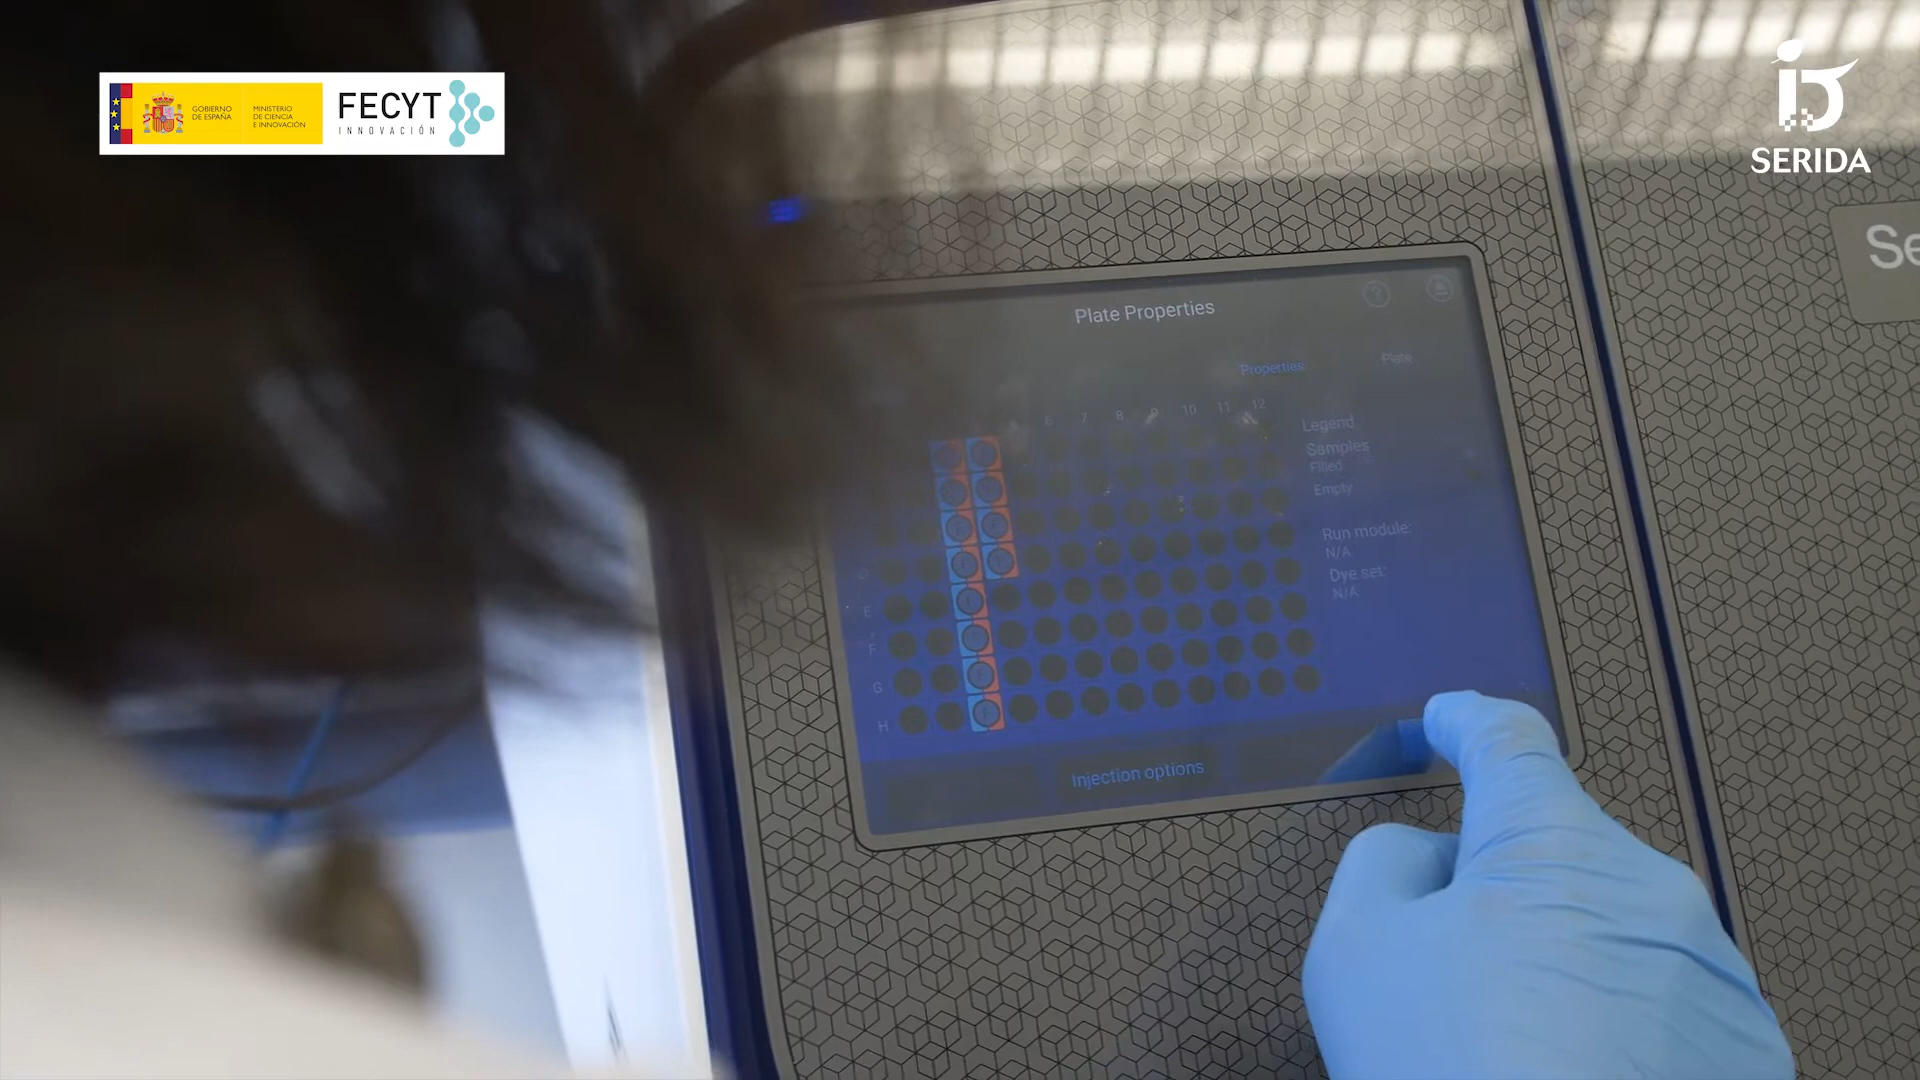 GOBIERNO
DE ESPAÑA
MINISTERIO
DE CIENCIA
E INNOVACIÓN
FECYT
INNOVACIÓN
SERIDA
Se
Plate Properties
Properties
Plate
6 7 8 9 10 11 12
Legend
Samples
Filled
Empty
Run module:
N/A
Dye set:
N/A
D
E
F
G
H
Injection options